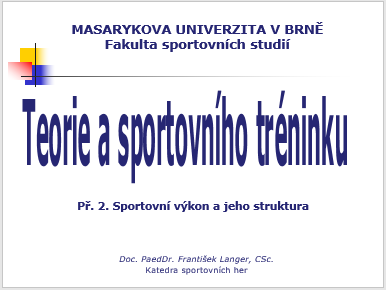 MASARYKOVA UNIVERZITA V BRNĚ
Fakulta sportovních studií
Teorie a sportovního tréninku
Př. 2. Sportovní výkon a jeho struktura
Doc. PaedDr. František Langer, CSc.
Katedra sportovních her